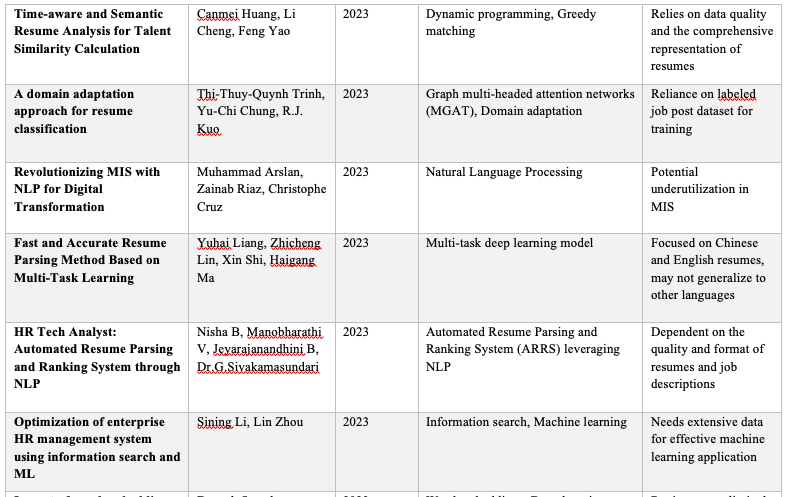 Time-aware and Semantic
Resume Analysis for Talent
Similarity Calculation
Canmei Huang, Li
Cheng, Feng Yao
2023
Dynamic programming, Greedy
matching
Relies on data quality
and the comprehensive
representation of
resumes
A domain adaptation
approach for resume
classification
Thi-Thuy-Quynh Trinh,
Yu-Chi Chung, R.J.
Kuo
2023
Graph multi-headed attention networks
(MGAT), Domain adaptation
Reliance on labeled
job post dataset for
training
Revolutionizing MIS with
NLP for Digital
Transformation
Muhammad Arslan,
Zainab Riaz, Christophe
Cruz
2023
Natural Language Processing
Potential
underutilization in
MIS
Fast and Accurate Resume
Parsing Method Based on
Multi-Task Learning
Yuhai Liang, Zhicheng
Lin, Xin Shi, Haigang
Ma
2023
Multi-task deep learning model
Focused on Chinese
and English resumes,
may not generalize to
other languages
HR Tech Analyst:
Automated Resume Parsing
and Ranking System through
NLP
Nisha B, Manobharathi
V, Jeyarajanandhini B,
Dr.G.Sivakamasundari
2023
Automated Resume Parsing and
Ranking System (ARRS) leveraging
NLP
Dependent on the
quality and format of
resumes and job
descriptions
Optimization of enterprise
HR management system
using information search and
ML
Sining Li, Lin Zhou
2023
Information search, Machine learning
Needs extensive data
for effective machine
learning application